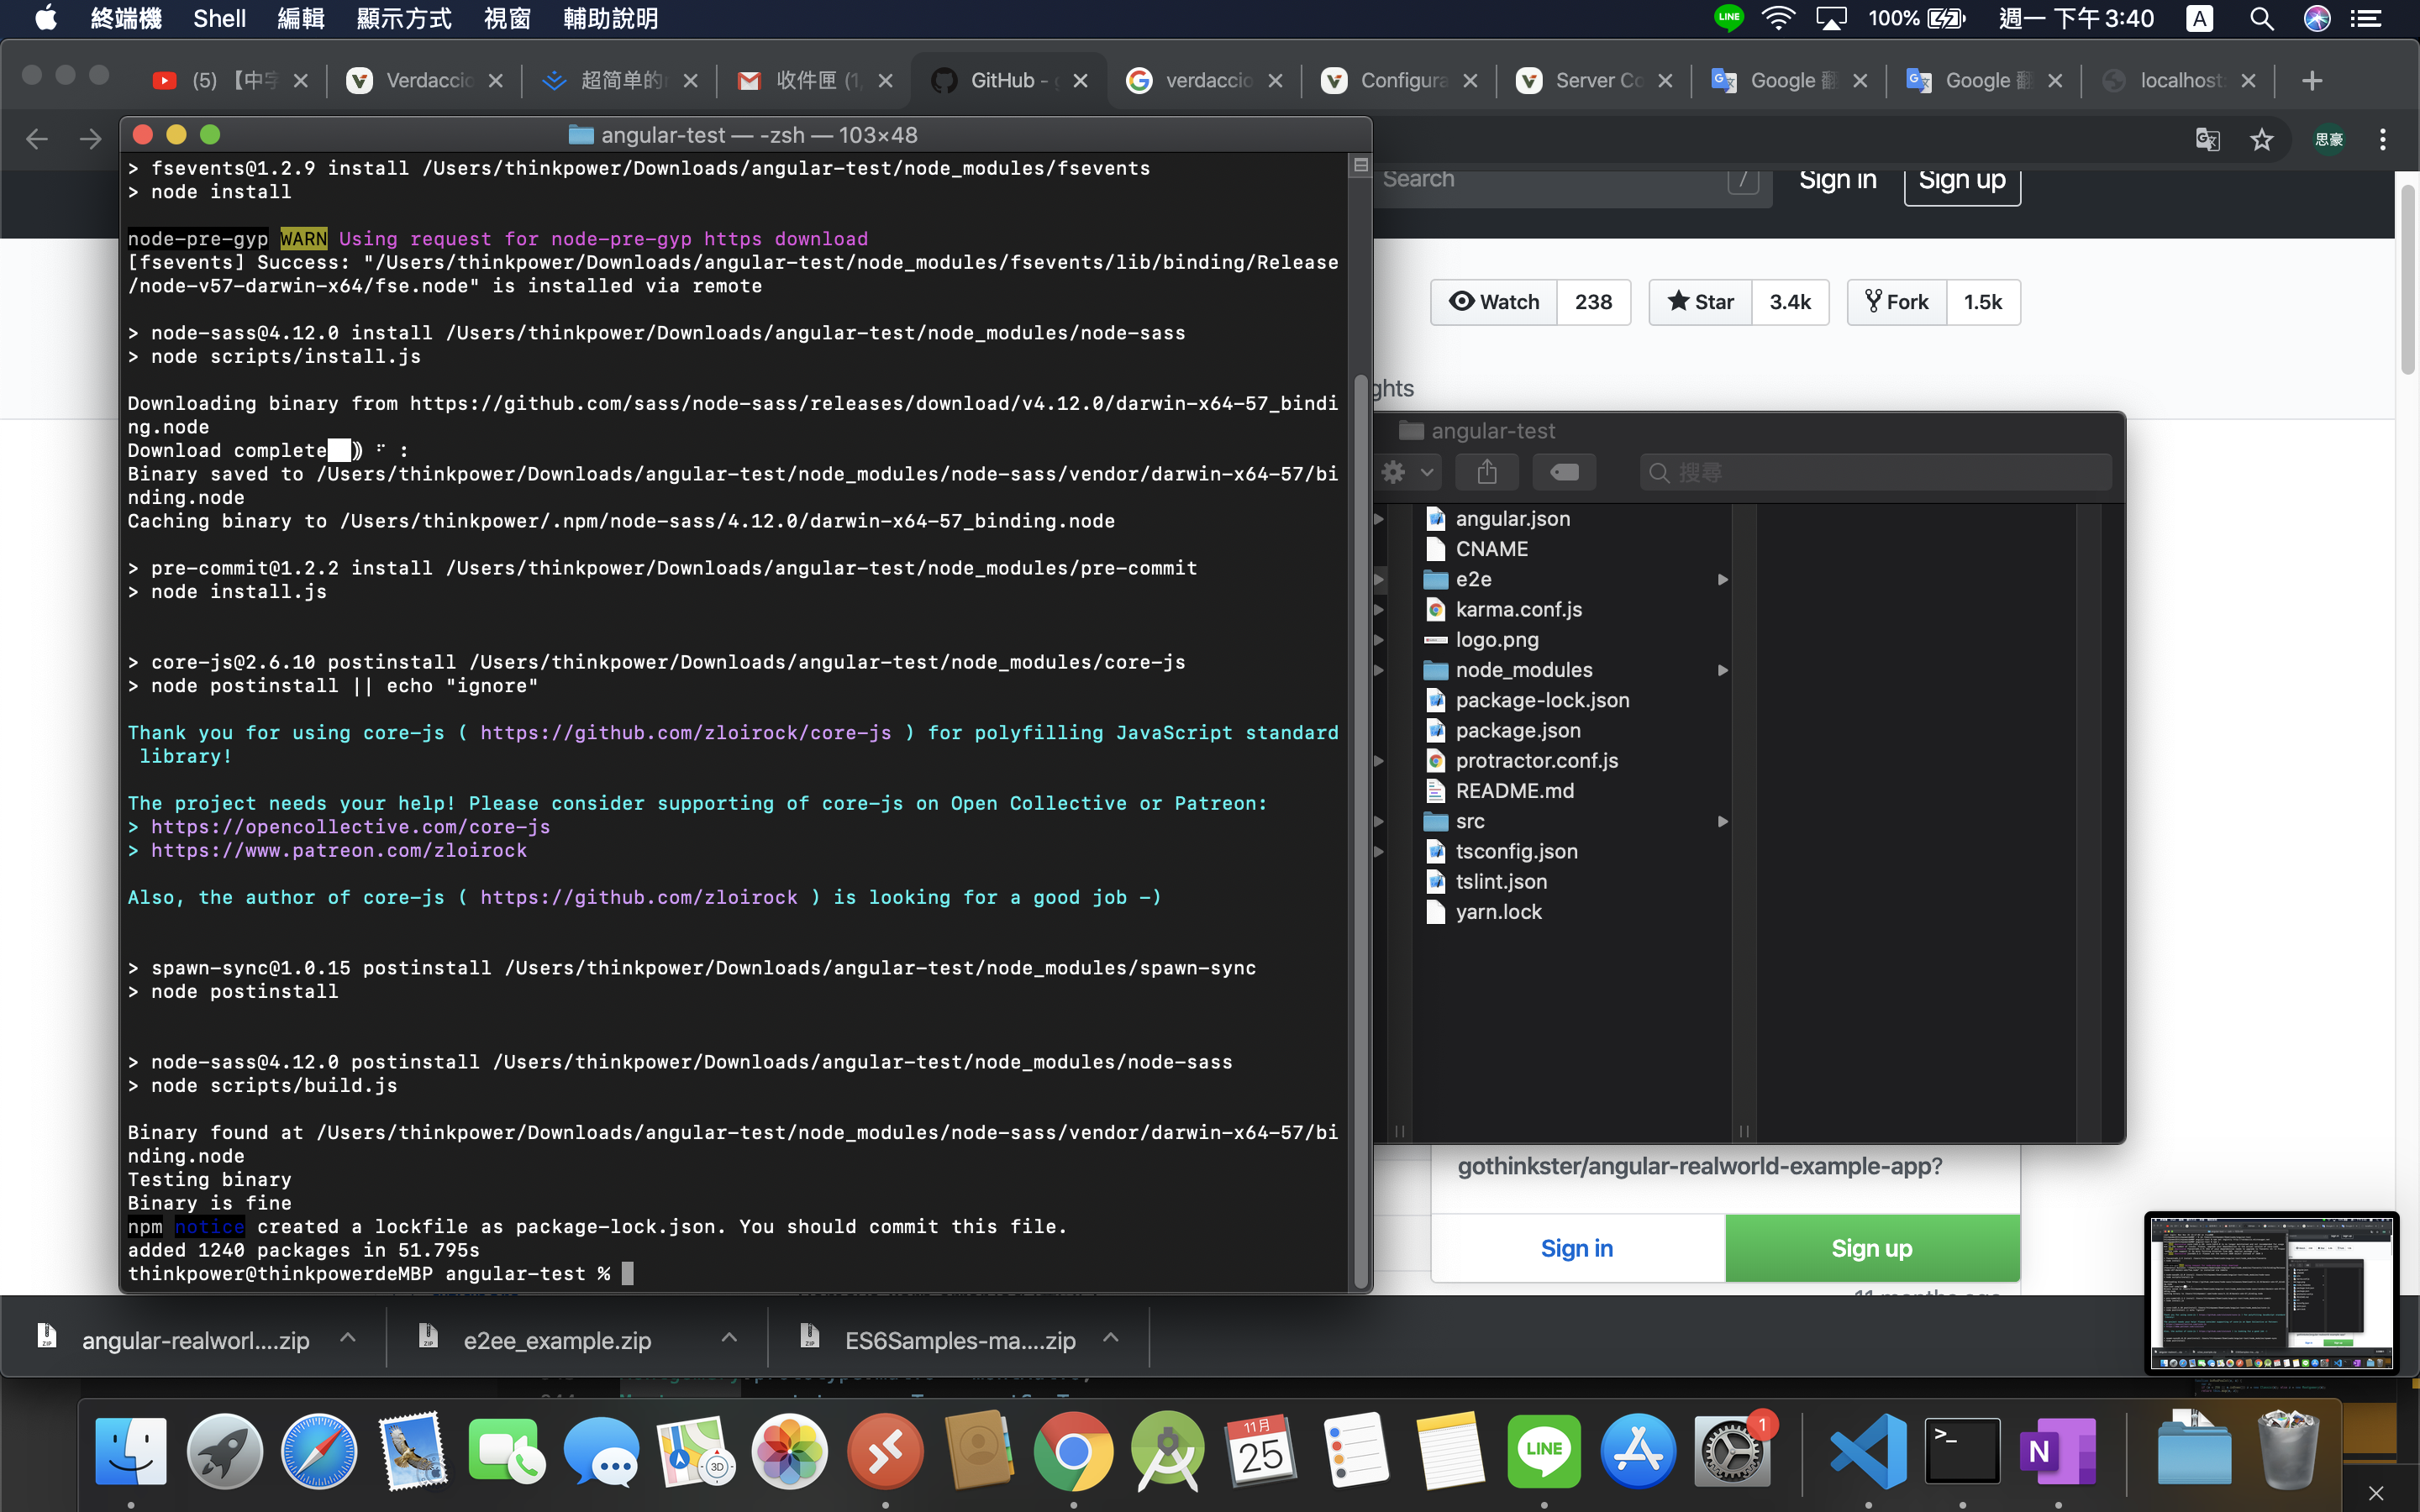 終端機 Shell 編輯 顯示方式 視窗 輔助說明
LINE 100% 週一 下午 3:40 A
(5) 【中字
Verdaccio
超简单的
收件匣 (1,
GitHub - g
verdaccio
Configura
Server Co
Google 翻
Google 翻
localhost:
思豪
angular-test — -zsh — 103×48
> fsevents@1.2.9 install /Users/thinkpower/Downloads/angular-test/node_modules/fsevents
> node install
node-pre-gyp WARN Using request for node-pre-gyp https download
[fsevents] Success: "/Users/thinkpower/Downloads/angular-test/node_modules/fsevents/lib/binding/Release
/node-v57-darwin-x64/fse.node" is installed via remote
> node-sass@4.12.0 install /Users/thinkpower/Downloads/angular-test/node_modules/node-sass
> node scripts/install.js
Downloading binary from https://github.com/sass/node-sass/releases/download/v4.12.0/darwin-x64-57_bindi
ng.node
Download complete ⸩ ⠋ :
Binary saved to /Users/thinkpower/Downloads/angular-test/node_modules/node-sass/vendor/darwin-x64-57/bi
nding.node
Caching binary to /Users/thinkpower/.npm/node-sass/4.12.0/darwin-x64-57_binding.node
> pre-commit@1.2.2 install /Users/thinkpower/Downloads/angular-test/node_modules/pre-commit
> node install.js
> core-js@2.6.10 postinstall /Users/thinkpower/Downloads/angular-test/node_modules/core-js
> node postinstall || echo "ignore"
Thank you for using core-js ( https://github.com/zloirock/core-js ) for polyfilling JavaScript standard
library!
The project needs your help! Please consider supporting of core-js on Open Collective or Patreon:
> https://opencollective.com/core-js
> https://www.patreon.com/zloirock
Also, the author of core-js ( https://github.com/zloirock ) is looking for a good job -)
> spawn-sync@1.0.15 postinstall /Users/thinkpower/Downloads/angular-test/node_modules/spawn-sync
> node postinstall
> node-sass@4.12.0 postinstall /Users/thinkpower/Downloads/angular-test/node_modules/node-sass
> node scripts/build.js
Binary found at /Users/thinkpower/Downloads/angular-test/node_modules/node-sass/vendor/darwin-x64-57/bi
nding.node
Testing binary
Binary is fine
npm notice created a lockfile as package-lock.json. You should commit this file.
added 1240 packages in 51.795s
thinkpower@thinkpowerdeMBP angular-test %
Search / Sign in Sign up
Watch 238 Star 3.4k Fork 1.5k
ghts
angular-test
搜尋
angular.json
CNAME
e2e
karma.conf.js
logo.png
node_modules
package-lock.json
package.json
protractor.conf.js
README.md
src
tsconfig.json
tslint.json
yarn.lock
gothinkster/angular-realworld-example-app?
Sign in Sign up
11 months ago
angular-realworl....zip
e2ee_example.zip
ES6Samples-ma....zip
3D
11月
25
LINE
1
>_
N